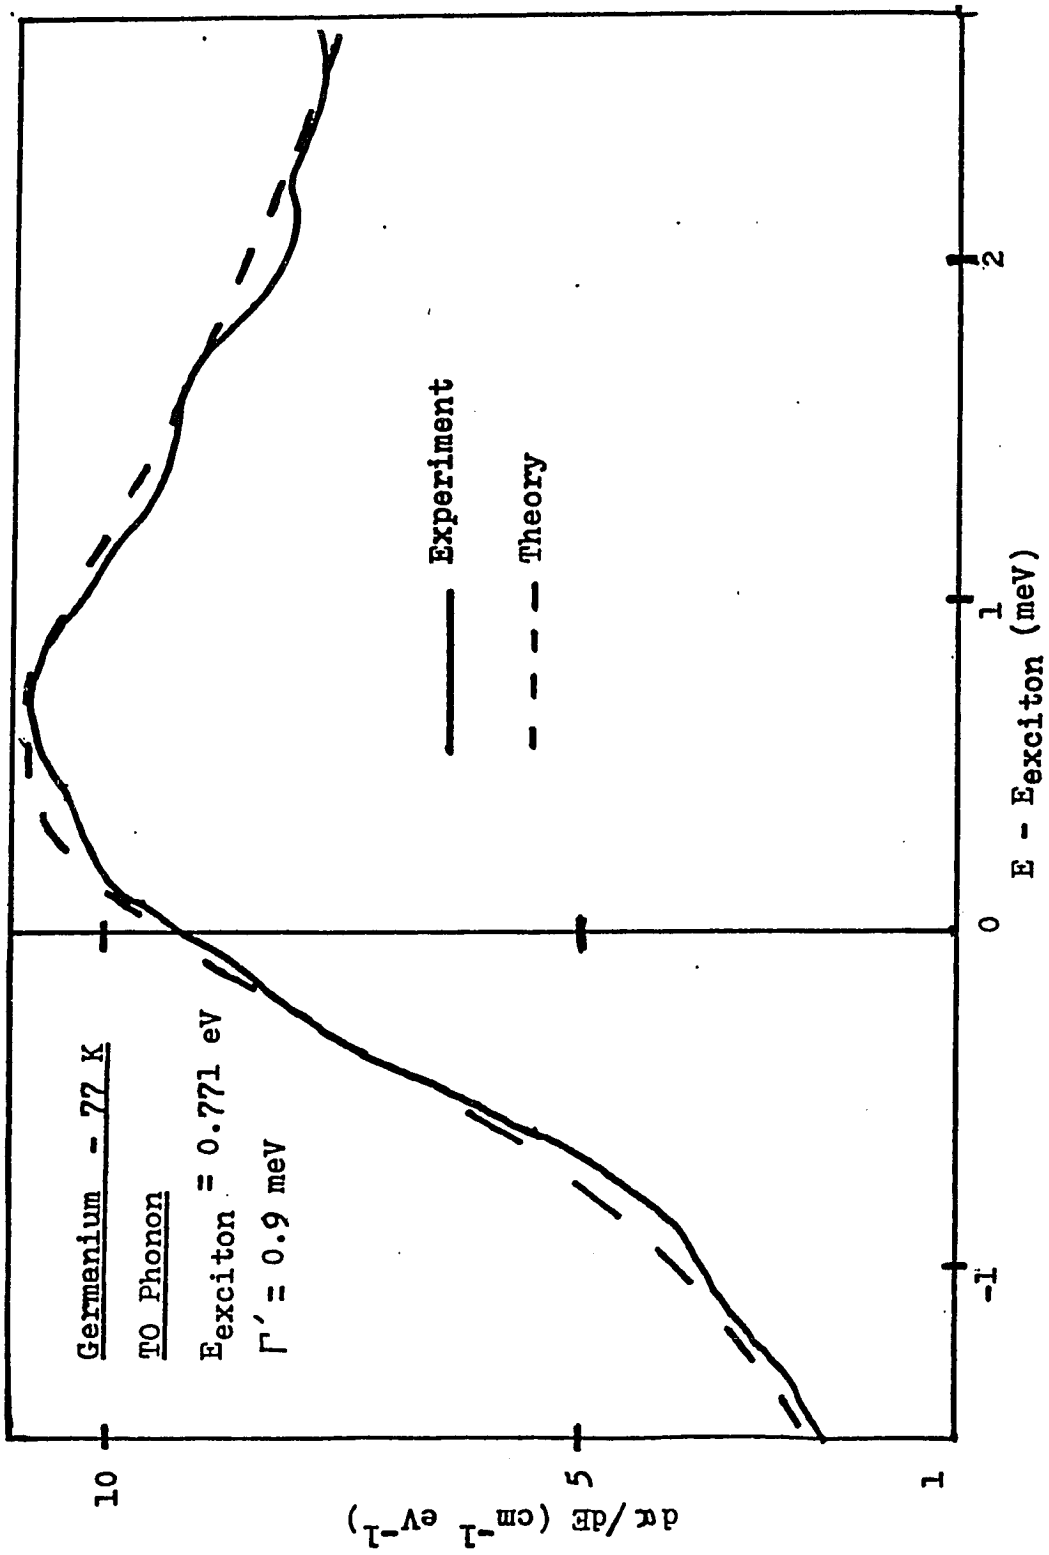 Germanium - 77 K
TO Phonon
Eexciton = 0.771 eV
Γ′ = 0.9 meV
Experiment
Theory
10
5
1
dα/dE (cm⁻¹ eV⁻¹)
-1
0
1
2
E - Eexciton (meV)